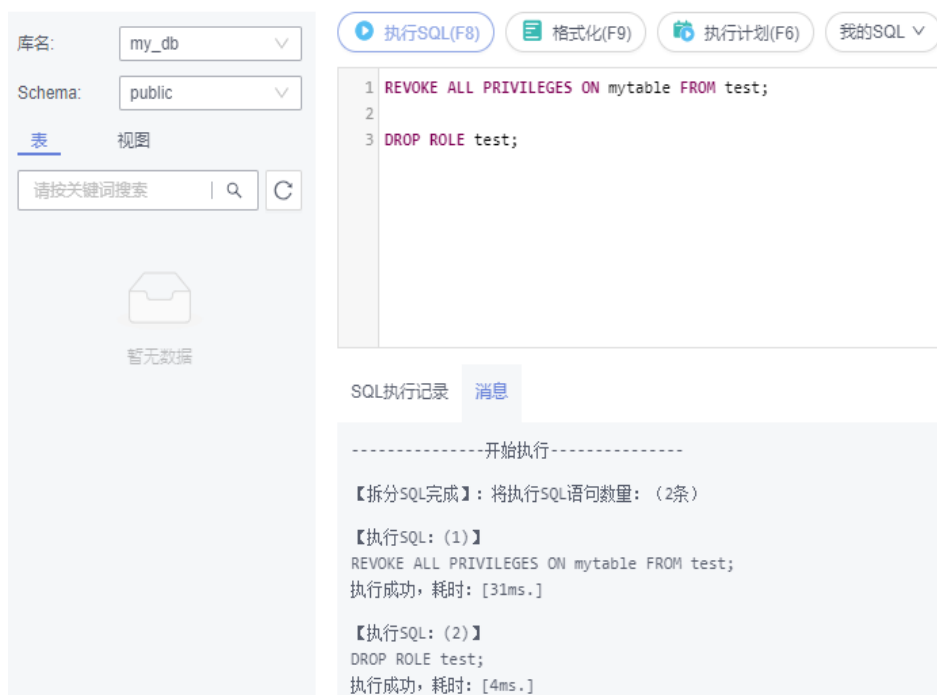 库名:
my_db
Schema:
public
表 视图
请按关键词搜索
暂无数据
执行SQL(F8) 格式化(F9) 执行计划(F6) 我的SQL
1 REVOKE ALL PRIVILEGES ON mytable FROM test;
2
3 DROP ROLE test;
SQL执行记录 消息
---------------开始执行---------------
【拆分SQL完成】：将执行SQL语句数量：（2条）
【执行SQL：(1)】
REVOKE ALL PRIVILEGES ON mytable FROM test;
执行成功，耗时：[31ms.]
【执行SQL：(2)】
DROP ROLE test;
执行成功，耗时：[4ms.]